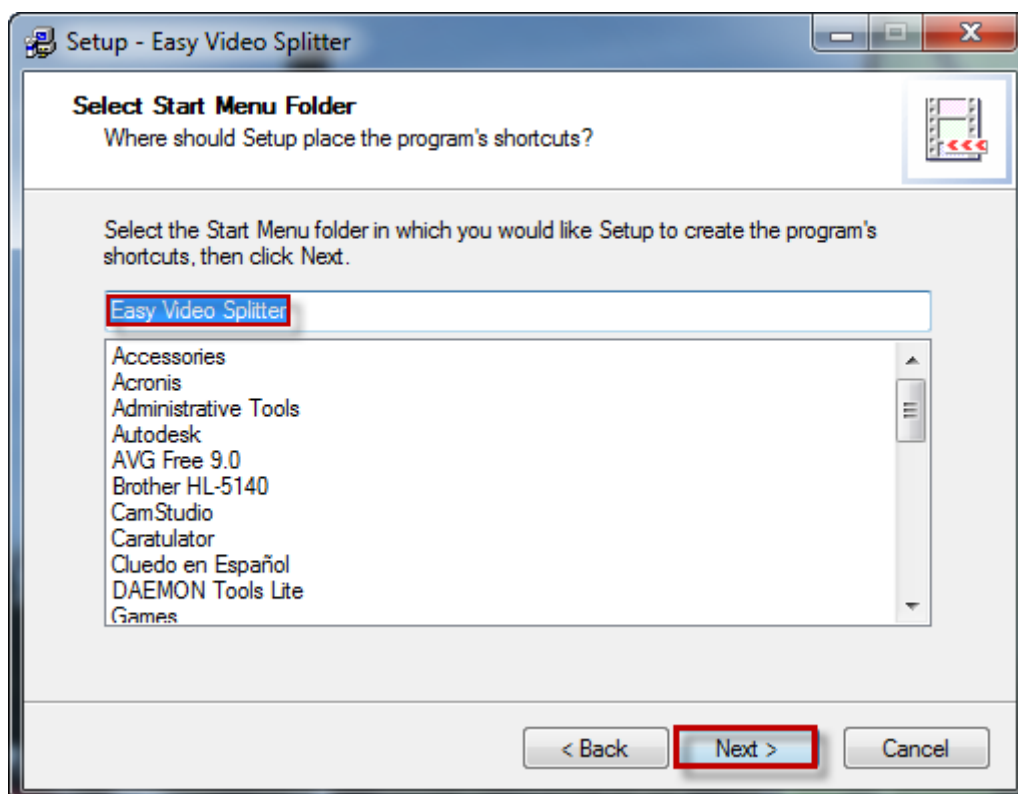 Setup - Easy Video Splitter
Select Start Menu Folder
Where should Setup place the program's shortcuts?
Select the Start Menu folder in which you would like Setup to create the program's
shortcuts, then click Next.
Easy Video Splitter
Accessories
Acronis
Administrative Tools
Autodesk
AVG Free 9.0
Brother HL-5140
CamStudio
Caratulator
Cluedo en Español
DAEMON Tools Lite
Games
< Back
Next >
Cancel